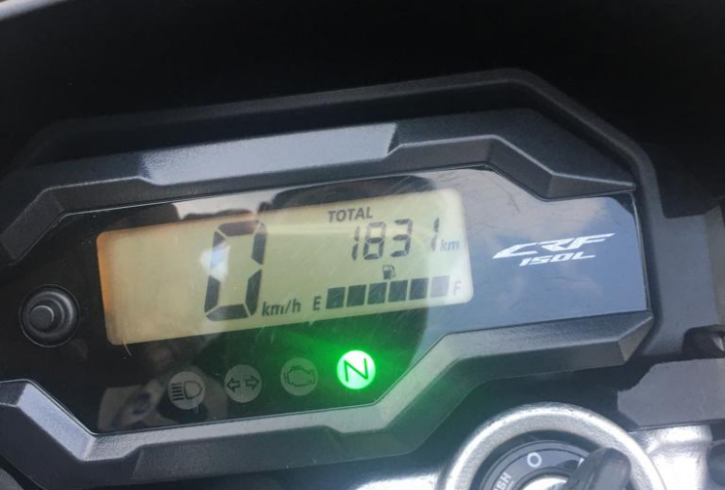 TOTAL
1831 km
0 km/h
E F
CRF
150L
N